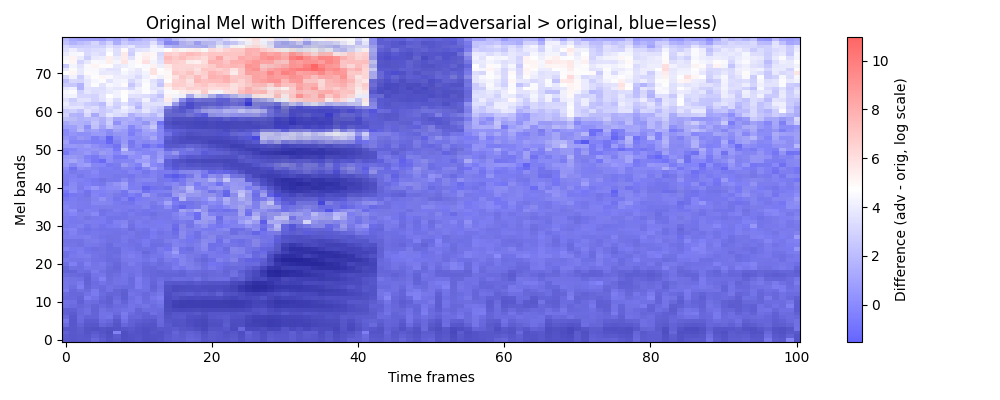 Original Mel with Differences (red=adversarial > original, blue=less)
70
60
50
40
30
20
10
0
Mel bands
0 20 40 60 80 100
Time frames
10
8
6
4
2
0
Difference (adv - orig, log scale)